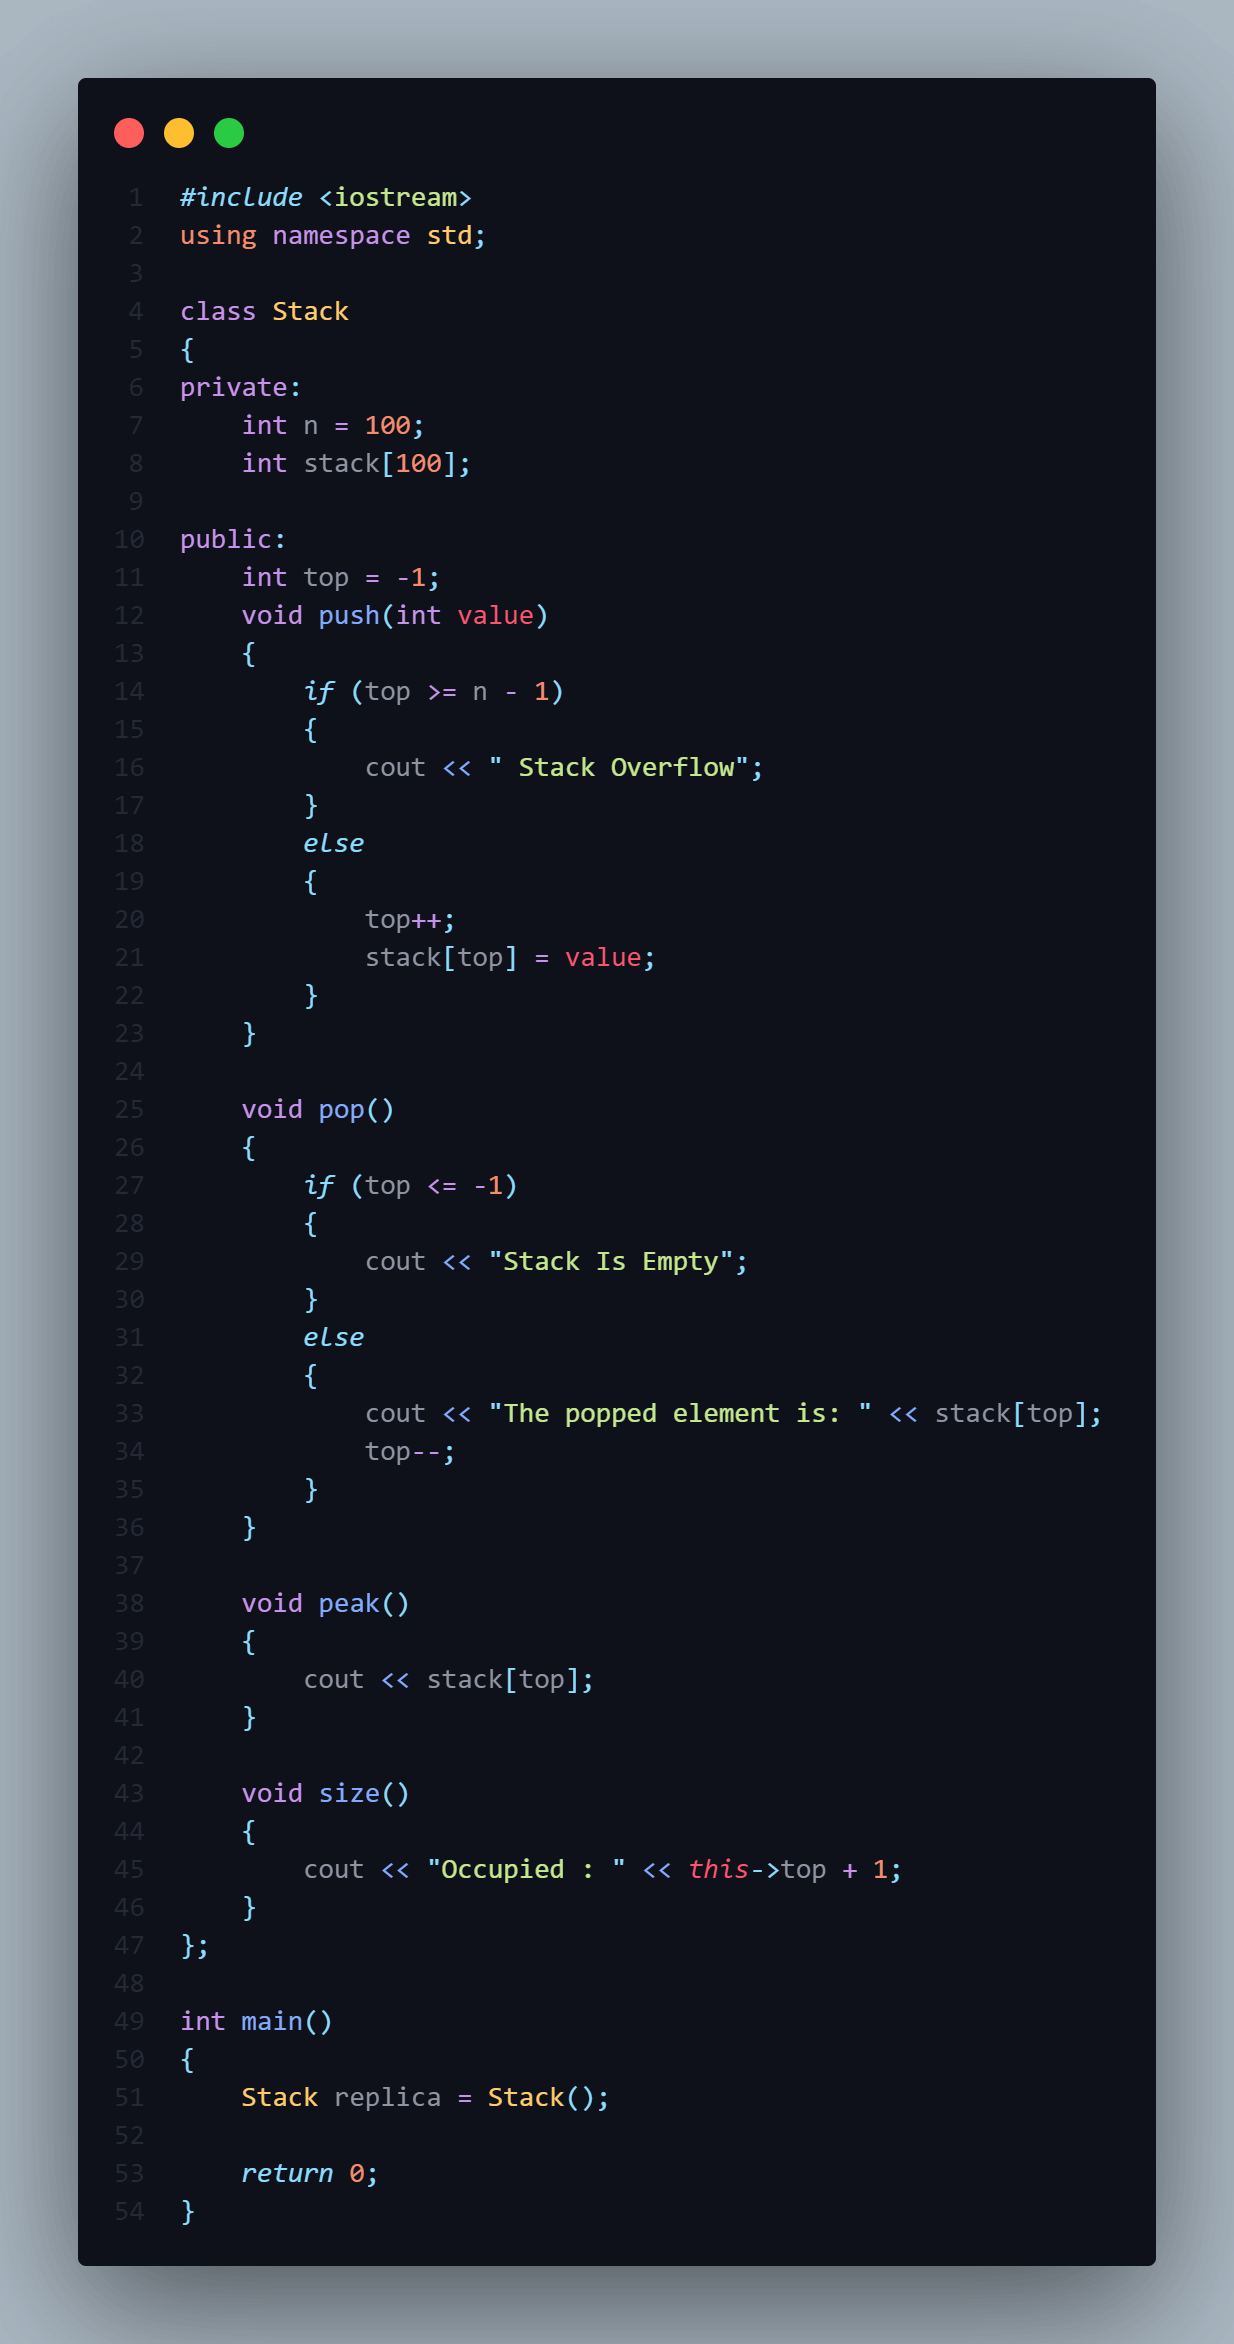 1 #include <iostream>
2 using namespace std;
3
4 class Stack
5 {
6 private:
7     int n = 100;
8     int stack[100];
9
10 public:
11     int top = -1;
12     void push(int value)
13     {
14         if (top >= n - 1)
15         {
16             cout << " Stack Overflow";
17         }
18         else
19         {
20             top++;
21             stack[top] = value;
22         }
23     }
24
25     void pop()
26     {
27         if (top <= -1)
28         {
29             cout << "Stack Is Empty";
30         }
31         else
32         {
33             cout << "The popped element is: " << stack[top];
34             top--;
35         }
36     }
37
38     void peak()
39     {
40         cout << stack[top];
41     }
42
43     void size()
44     {
45         cout << "Occupied : " << this->top + 1;
46     }
47 };
48
49 int main()
50 {
51     Stack replica = Stack();
52
53     return 0;
54 }